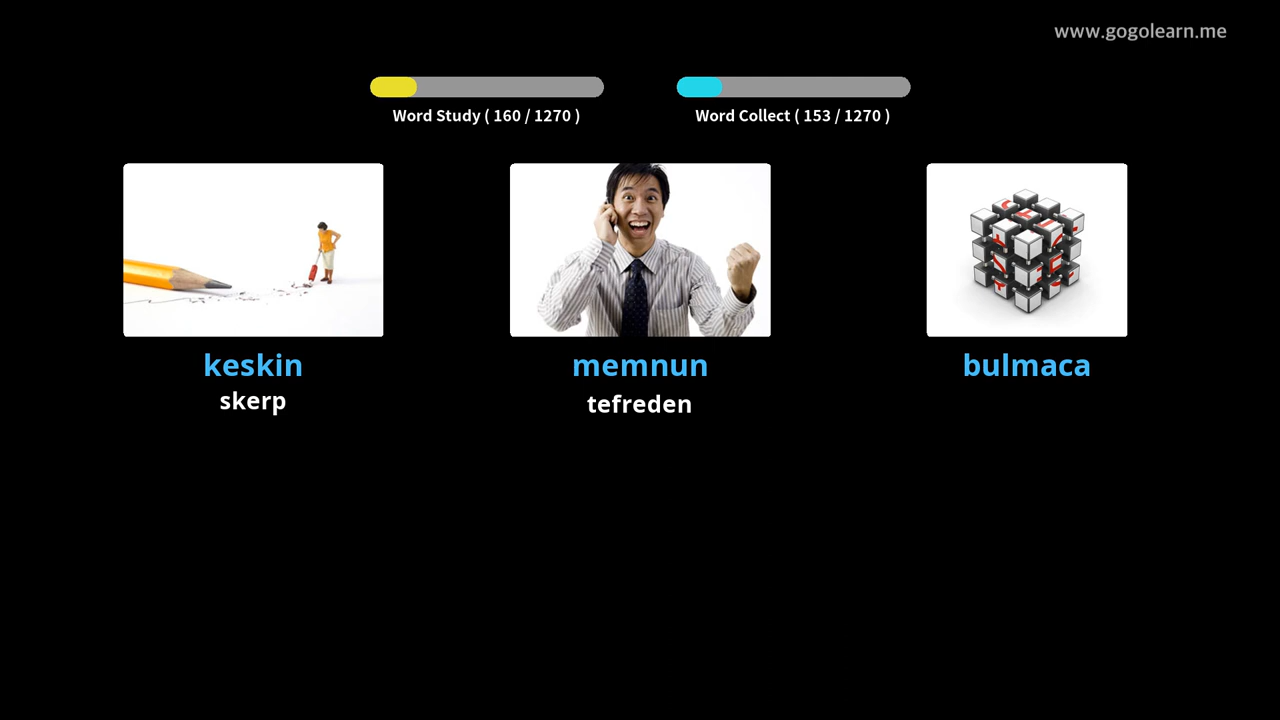 www.gogolearn.me
Word Study ( 160 / 1270 )
Word Collect ( 153 / 1270 )
keskin
memnun
bulmaca
skerp
tefreden